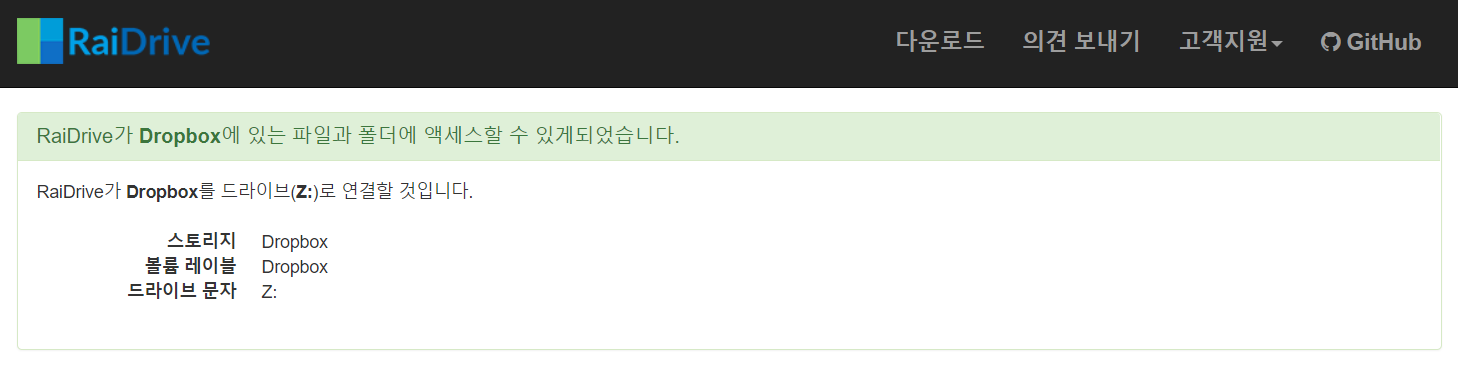 RaiDrive 다운로드 의견 보내기 고객지원 GitHub
RaiDrive가 Dropbox에 있는 파일과 폴더에 액세스할 수 있게되었습니다.
RaiDrive가 Dropbox를 드라이브(Z:)로 연결할 것입니다.
스토리지 Dropbox
볼륨 레이블 Dropbox
드라이브 문자 Z: